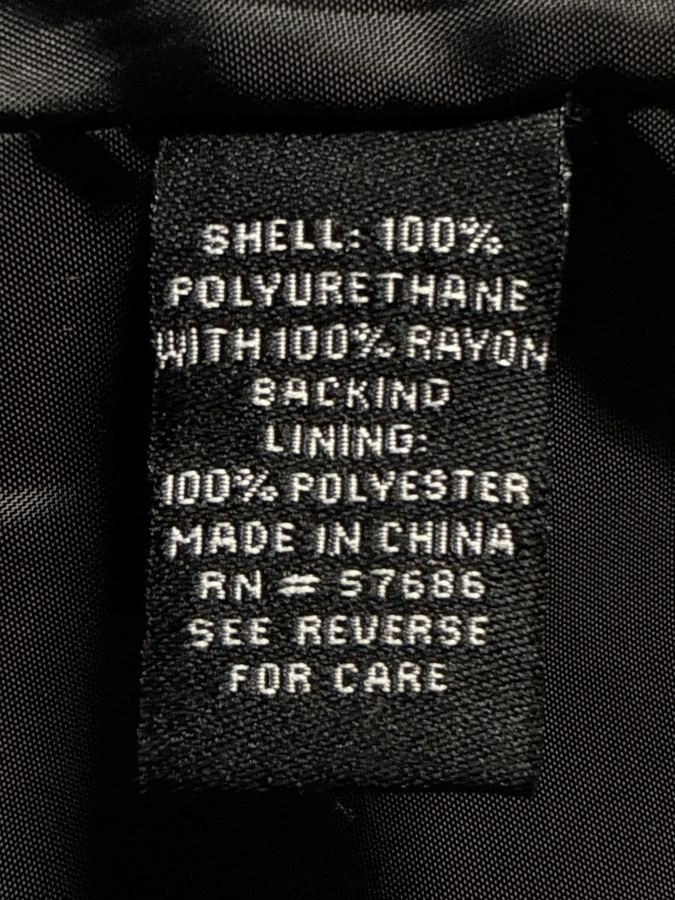 SHELL: 100%
POLYURETHANE
WITH 100% RAYON
BACKIND
LINING:
100% POLYESTER
MADE IN CHINA
RN # 57686
SEE REVERSE
FOR CARE